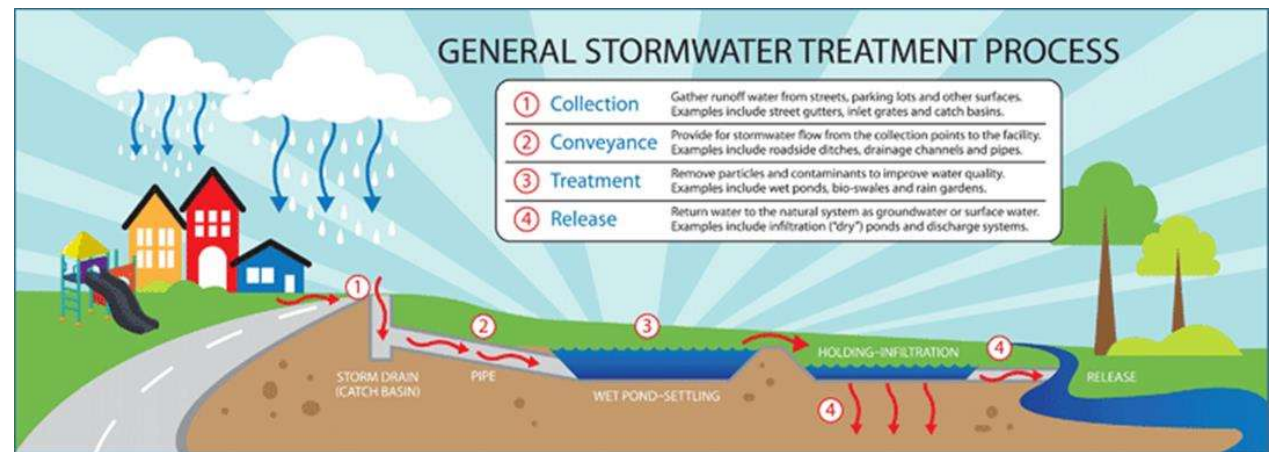 GENERAL STORMWATER TREATMENT PROCESS
1 Collection
Gather runoff water from streets, parking lots and other surfaces.
Examples include street gutters, inlet grates and catch basins.
2 Conveyance
Provide for stormwater flow from the collection points to the facility.
Examples include roadside ditches, drainage channels and pipes.
3 Treatment
Remove particles and contaminants to improve water quality.
Examples include wet ponds, bio-swales and rain gardens.
4 Release
Return water to the natural system as groundwater or surface water.
Examples include infiltration ("dry") ponds and discharge systems.
1
2
3
4
HOLDING–INFILTRATION
STORM DRAIN
(CATCH BASIN)
PIPE
WET POND–SETTLING
RELEASE
4